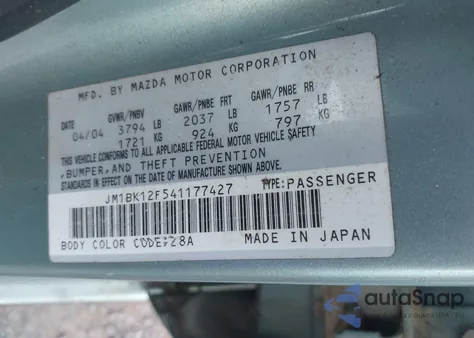 MFD. BY MAZDA MOTOR CORPORATION
DATE GVWR/PNBV GAWR/PNBE FRT GAWR/PNBE RR
04/04 3794 LB 2037 LB 1757 LB
1721 KG 924 KG 797 KG
THIS VEHICLE CONFORMS TO ALL APPLICABLE FEDERAL MOTOR VEHICLE SAFETY
,BUMPER,AND THEFT PREVENTION
STANDARDS IN EFFECT ON THE DATE OF MANUFACTURE SHOWN ABOVE.
JM1BK12F541177427 TYPE:PASSENGER
BODY COLOR CODE:28A MADE IN JAPAN
autoSnap